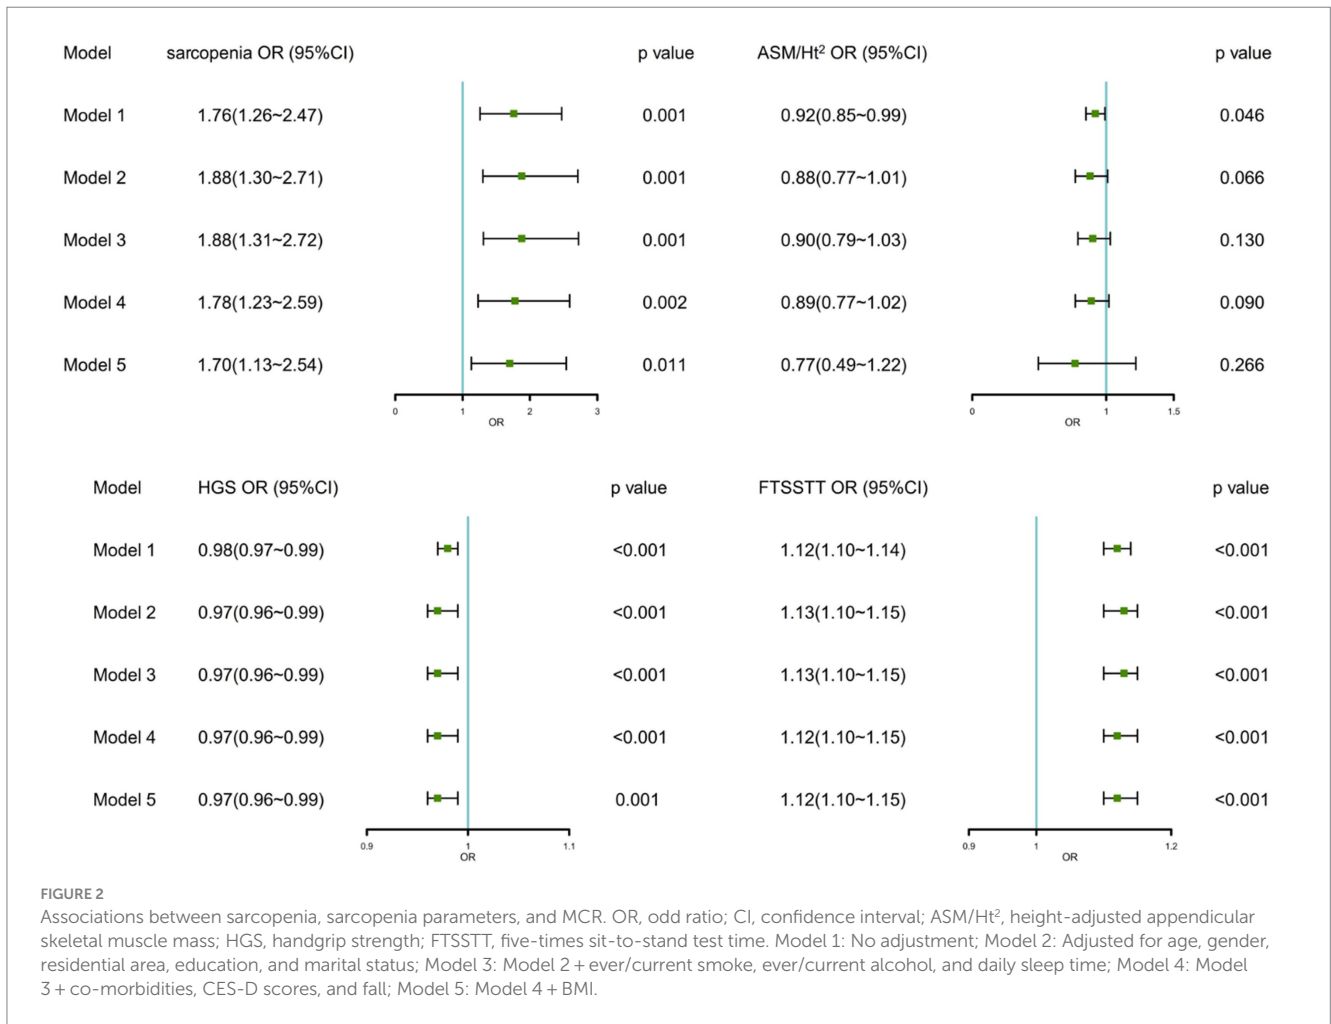 Model sarcopenia OR (95%CI) p value ASM/Ht² OR (95%CI) p value
Model 1 1.76(1.26~2.47) 0.001 0.92(0.85~0.99) 0.046
Model 2 1.88(1.30~2.71) 0.001 0.88(0.77~1.01) 0.066
Model 3 1.88(1.31~2.72) 0.001 0.90(0.79~1.03) 0.130
Model 4 1.78(1.23~2.59) 0.002 0.89(0.77~1.02) 0.090
Model 5 1.70(1.13~2.54) 0.011 0.77(0.49~1.22) 0.266
0 1 2 3 0 1 1.5
OR OR
Model HGS OR (95%CI) p value FTSSTT OR (95%CI) p value
Model 1 0.98(0.97~0.99) <0.001 1.12(1.10~1.14) <0.001
Model 2 0.97(0.96~0.99) <0.001 1.13(1.10~1.15) <0.001
Model 3 0.97(0.96~0.99) <0.001 1.13(1.10~1.15) <0.001
Model 4 0.97(0.96~0.99) <0.001 1.12(1.10~1.15) <0.001
Model 5 0.97(0.96~0.99) 0.001 1.12(1.10~1.15) <0.001
0.9 1 1.1 0.9 1 1.2
OR OR
FIGURE 2
Associations between sarcopenia, sarcopenia parameters, and MCR. OR, odd ratio; CI, confidence interval; ASM/Ht², height-adjusted appendicular
skeletal muscle mass; HGS, handgrip strength; FTSSTT, five-times sit-to-stand test time. Model 1: No adjustment; Model 2: Adjusted for age, gender,
residential area, education, and marital status; Model 3: Model 2 + ever/current smoke, ever/current alcohol, and daily sleep time; Model 4: Model
3 + co-morbidities, CES-D scores, and fall; Model 5: Model 4 + BMI.